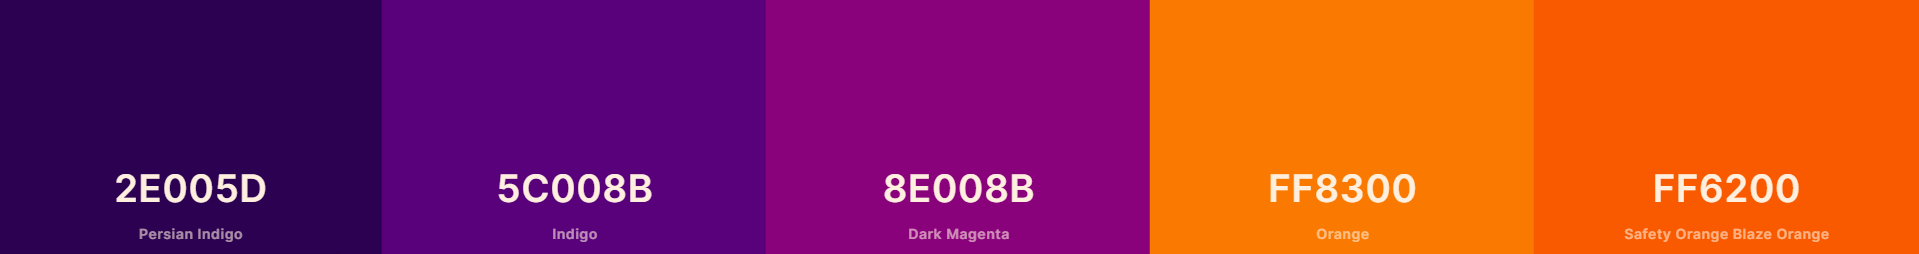 2E005D
Persian Indigo
5C008B
Indigo
8E008B
Dark Magenta
FF8300
Orange
FF6200
Safety Orange Blaze Orange